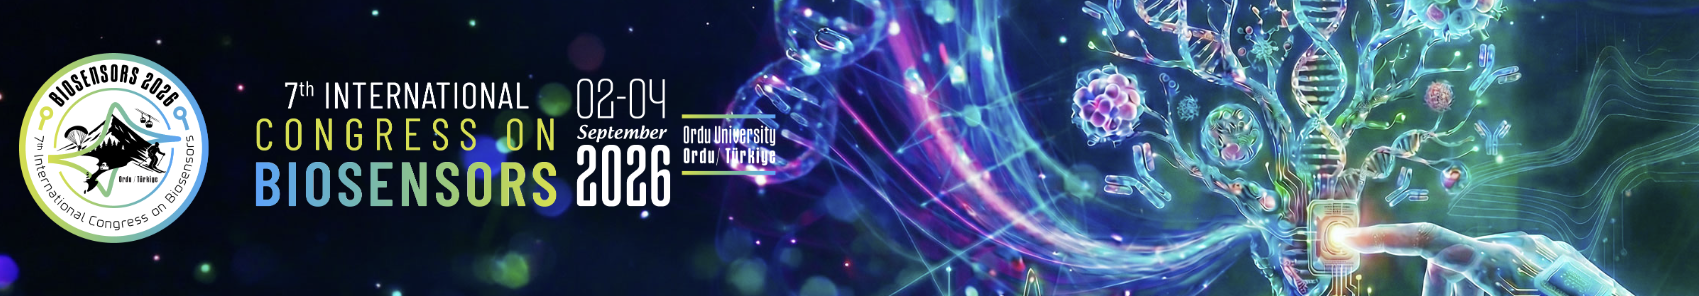 BIOSENSORS 2026
Ordu / Türkiye
7th International Congress on Biosensors
7th INTERNATIONAL
CONGRESS ON
BIOSENSORS
02-04
September
2026
Ordu University
Ordu/ Türkiye